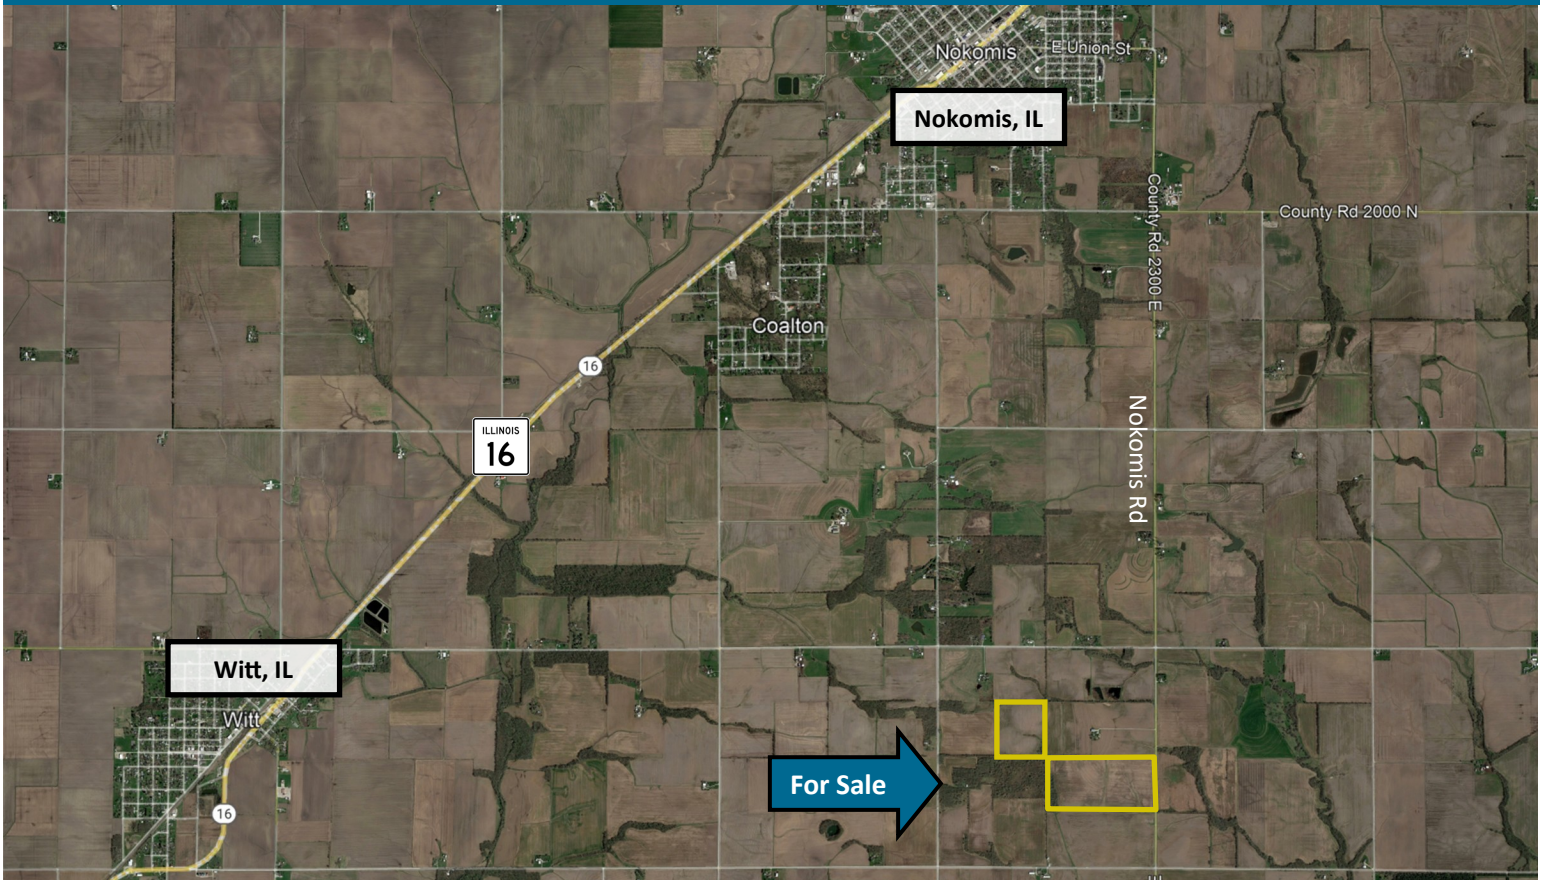 Nokomis
E Union St
Nokomis, IL
County Rd 2000 N
County Rd 2300 E
Coalton
16
ILLINOIS
16
Nokomis Rd
Witt, IL
Witt
For Sale
16